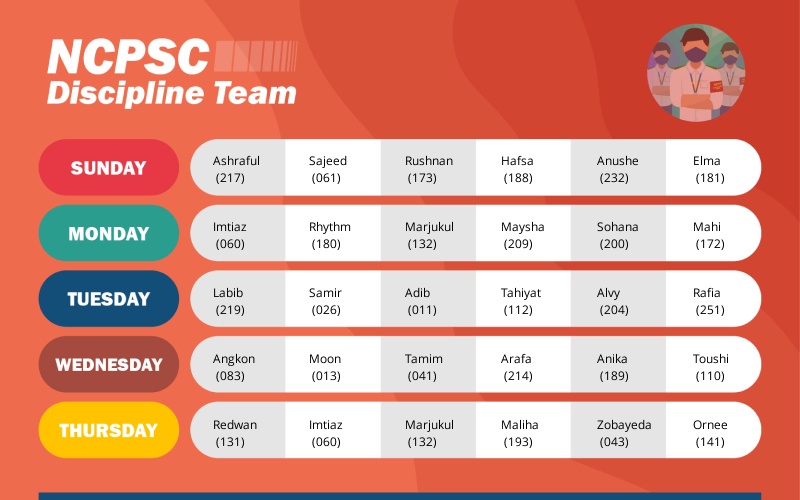 NCPSC
Discipline Team
SUNDAY
Ashraful Sajeed Rushnan Hafsa Anushe Elma
(217) (061) (173) (188) (232) (181)
MONDAY
Imtiaz Rhythm Marjukul Maysha Sohana Mahi
(060) (180) (132) (209) (200) (172)
TUESDAY
Labib Samir Adib Tahiyat Alvy Rafia
(219) (026) (011) (112) (204) (251)
WEDNESDAY
Angkon Moon Tamim Arafa Anika Toushi
(083) (013) (041) (214) (189) (110)
THURSDAY
Redwan Imtiaz Marjukul Maliha Zobayeda Ornee
(131) (060) (132) (193) (043) (141)